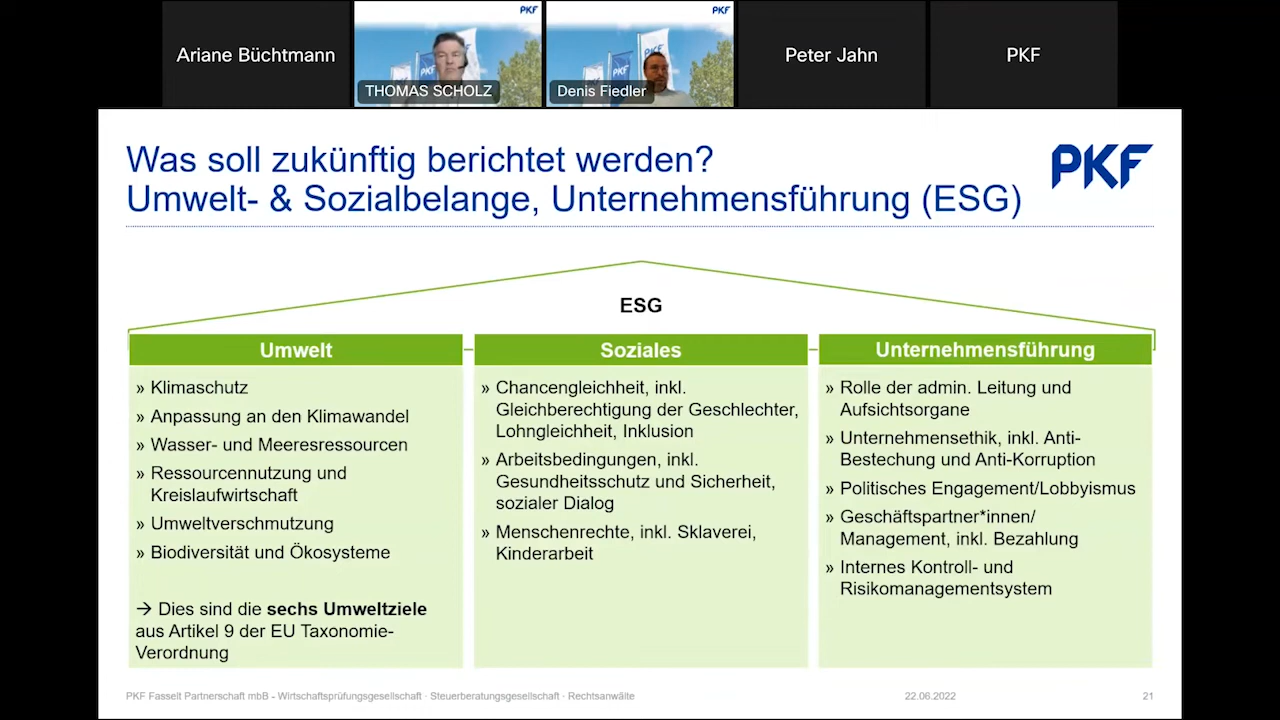 Ariane Büchtmann
PKF
PKF
THOMAS SCHOLZ
PKF
PKF
Denis Fiedler
Peter Jahn
PKF
Was soll zukünftig berichtet werden?
Umwelt- & Sozialbelange, Unternehmensführung (ESG)
PKF
ESG
Umwelt
» Klimaschutz
» Anpassung an den Klimawandel
» Wasser- und Meeresressourcen
» Ressourcennutzung und
Kreislaufwirtschaft
» Umweltverschmutzung
» Biodiversität und Ökosysteme
→ Dies sind die sechs Umweltziele
aus Artikel 9 der EU Taxonomie-
Verordnung
Soziales
» Chancengleichheit, inkl.
Gleichberechtigung der Geschlechter,
Lohngleichheit, Inklusion
» Arbeitsbedingungen, inkl.
Gesundheitsschutz und Sicherheit,
sozialer Dialog
» Menschenrechte, inkl. Sklaverei,
Kinderarbeit
Unternehmensführung
» Rolle der admin. Leitung und
Aufsichtsorgane
» Unternehmensethik, inkl. Anti-
Bestechung und Anti-Korruption
» Politisches Engagement/Lobbyismus
» Geschäftspartner*innen/
Management, inkl. Bezahlung
» Internes Kontroll- und
Risikomanagementsystem
PKF Fasselt Partnerschaft mbB - Wirtschaftsprüfungsgesellschaft · Steuerberatungsgesellschaft · Rechtsanwälte
22.06.2022
21